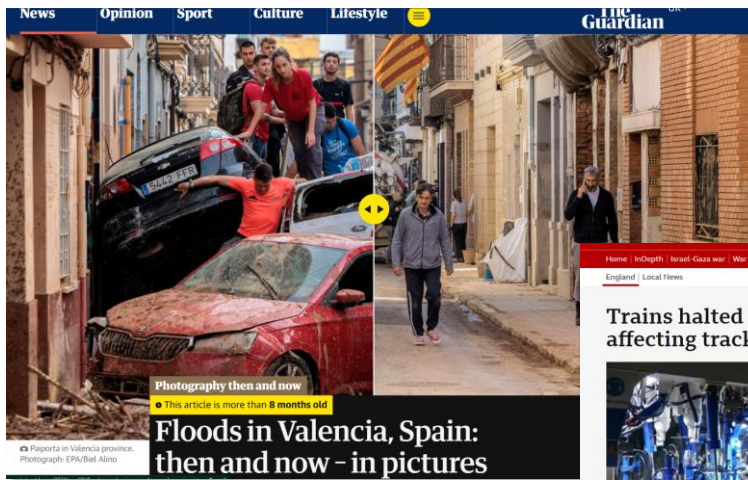 News Opinion Sport Culture Lifestyle
The
Guardian
5442 FFR
Photography then and now
This article is more than 8 months old
Floods in Valencia, Spain:
then and now – in pictures
Paiporta in Valencia province.
Photograph: EPA/Biel Alino
Home | InDepth | Israel-Gaza war | War
England | Local News
Trains halted
affecting track